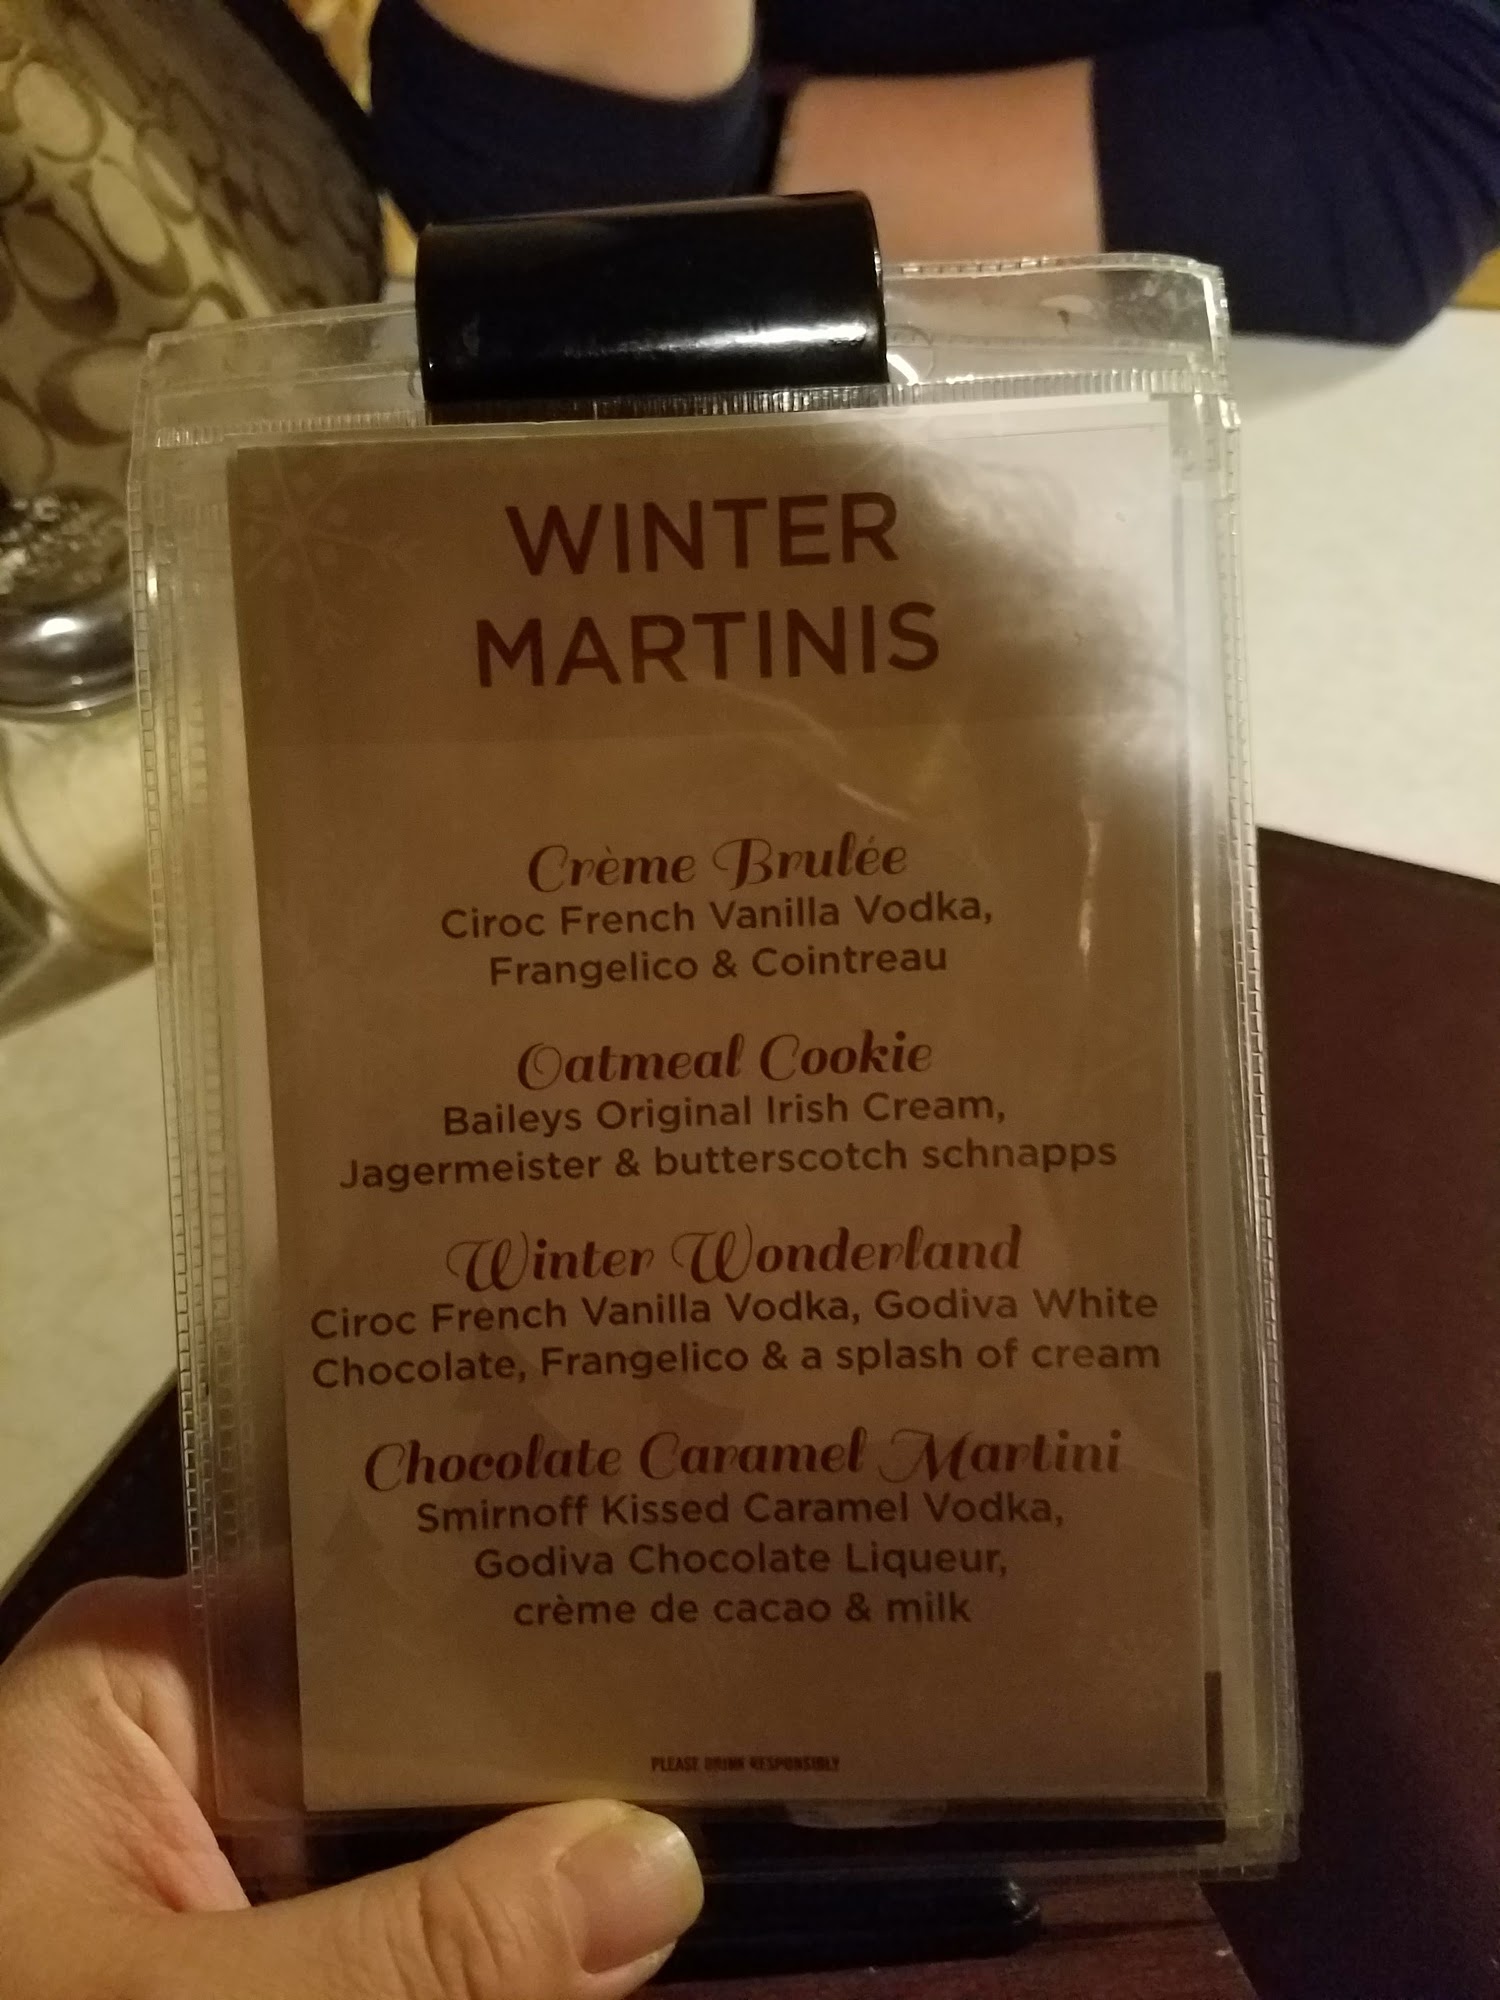 WINTER
MARTINIS
Crème Brulée
Ciroc French Vanilla Vodka,
Frangelico & Cointreau
Oatmeal Cookie
Baileys Original Irish Cream,
Jagermeister & butterscotch schnapps
Winter Wonderland
Ciroc French Vanilla Vodka, Godiva White
Chocolate, Frangelico & a splash of cream
Chocolate Caramel Martini
Smirnoff Kissed Caramel Vodka,
Godiva Chocolate Liqueur,
crème de cacao & milk
PLEASE DRINK RESPONSIBLY